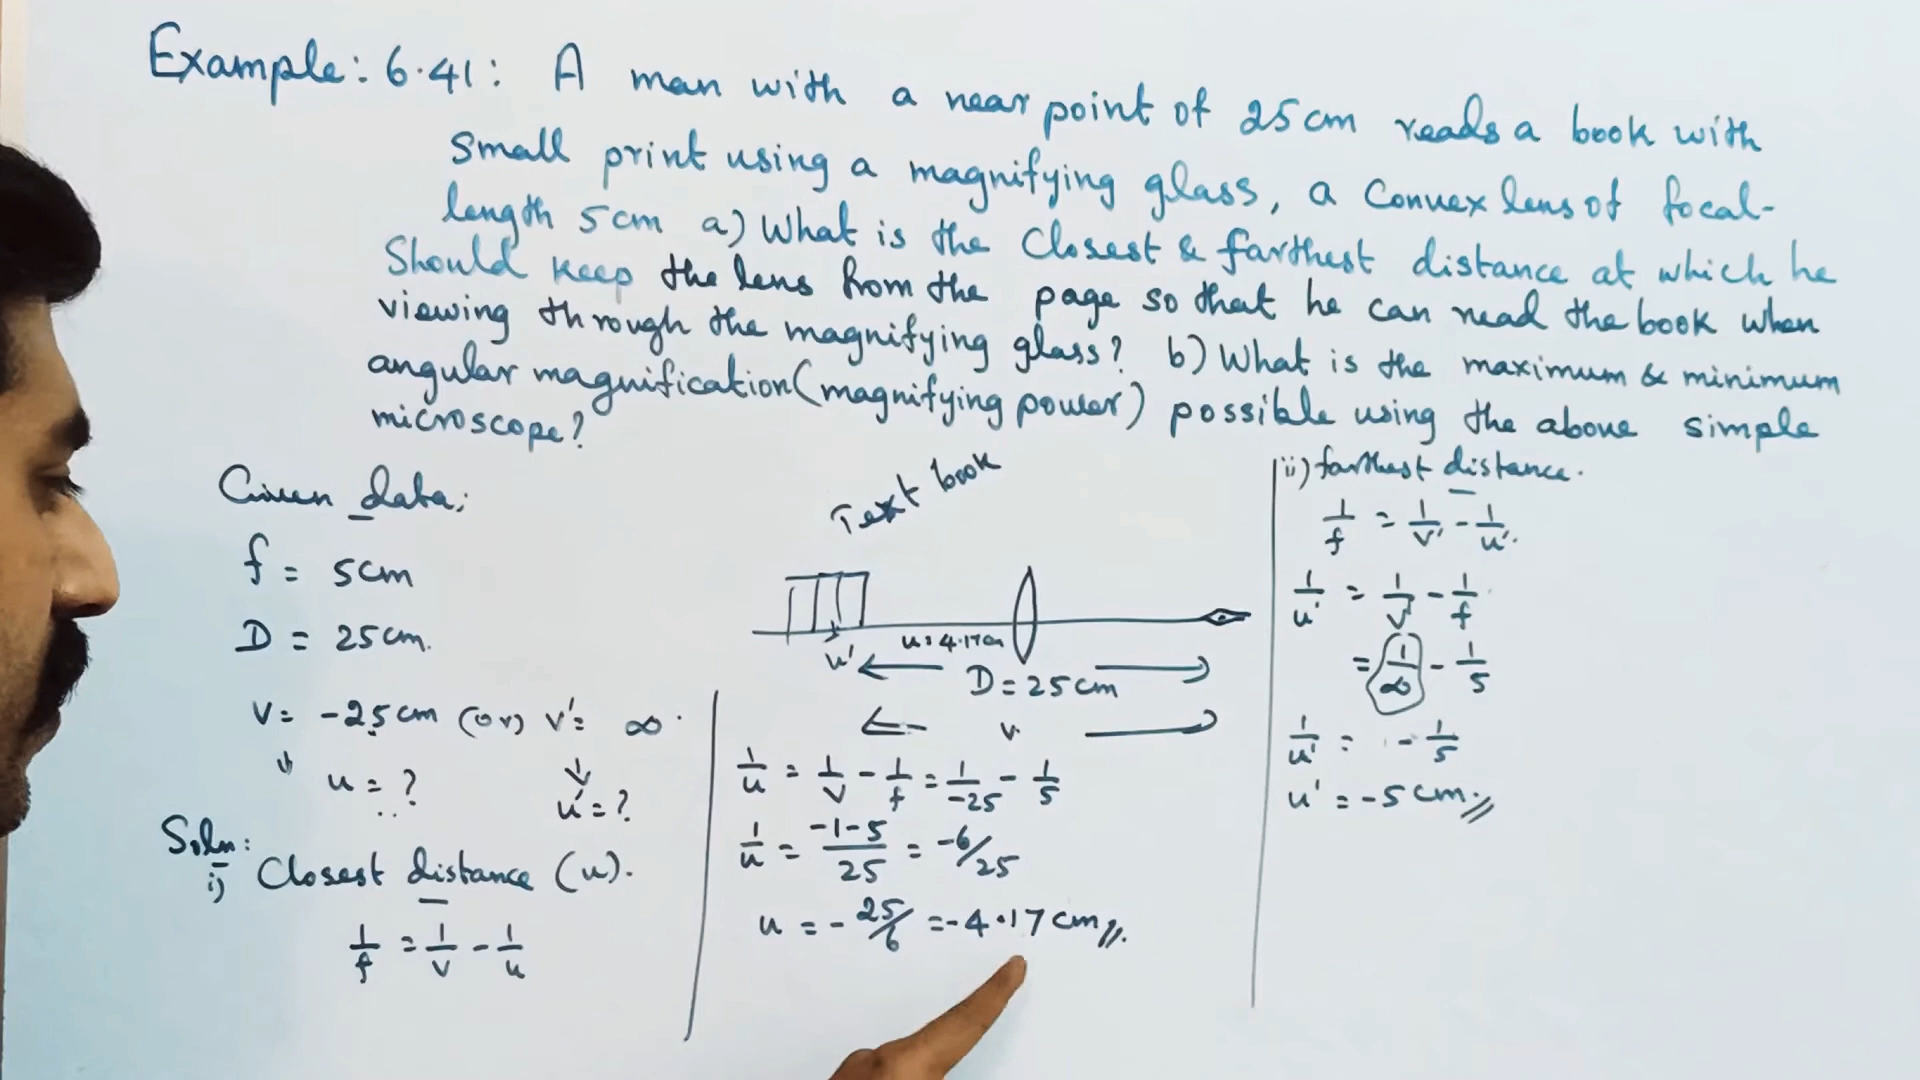 Example: 6.41: A man with a near point of 25cm reads a book with
Small print using a magnifying glass, a Convex lens of focal-
length 5cm a) What is the Closest & farthest distance at which he
Should keep the lens from the page so that he can read the book when
viewing through the magnifying glass? b) What is the maximum & minimum
angular magnification (magnifying power) possible using the above simple
microscope?
Given data:
f = 5cm
D = 25cm.
V = -25cm (or) V' = ∞.
↓ u = ? ↓ u' = ?
Soln:
i) Closest distance (u).
1/f = 1/v - 1/u
Text book
u' u = 4.17cm
D = 25cm
v.
1/u = 1/v - 1/f = 1/-25 - 1/5
1/u = -1-5/25 = -6/25
u = -25/6 = -4.17 cm//.
ii) farthest distance.
1/f = 1/v' - 1/u'.
1/u' = 1/v' - 1/f
= 1/∞ - 1/5
1/u' = -1/5
u' = -5cm.//